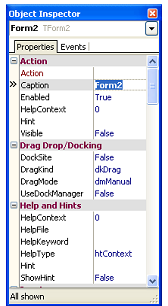 Object Inspector
Form2 TForm2
Properties Events
Action
Action
Caption Form2
Enabled True
HelpContext 0
Hint
Visible False
Drag Drop/Docking
DockSite False
DragKind dkDrag
DragMode dmManual
UseDockManager False
Help and Hints
HelpContext 0
HelpFile
HelpKeyword
HelpType htContext
Hint
ShowHint False
All shown